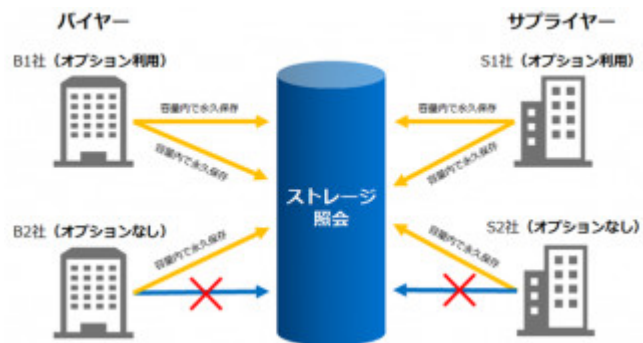 バイヤー
サプライヤー
B1社（オプション利用）
S1社（オプション利用）
容量内で永久保存
容量内で永久保存
容量内で永久保存
容量内で永久保存
ストレージ
照会
B2社（オプションなし）
S2社（オプションなし）
容量内で永久保存
容量内で永久保存